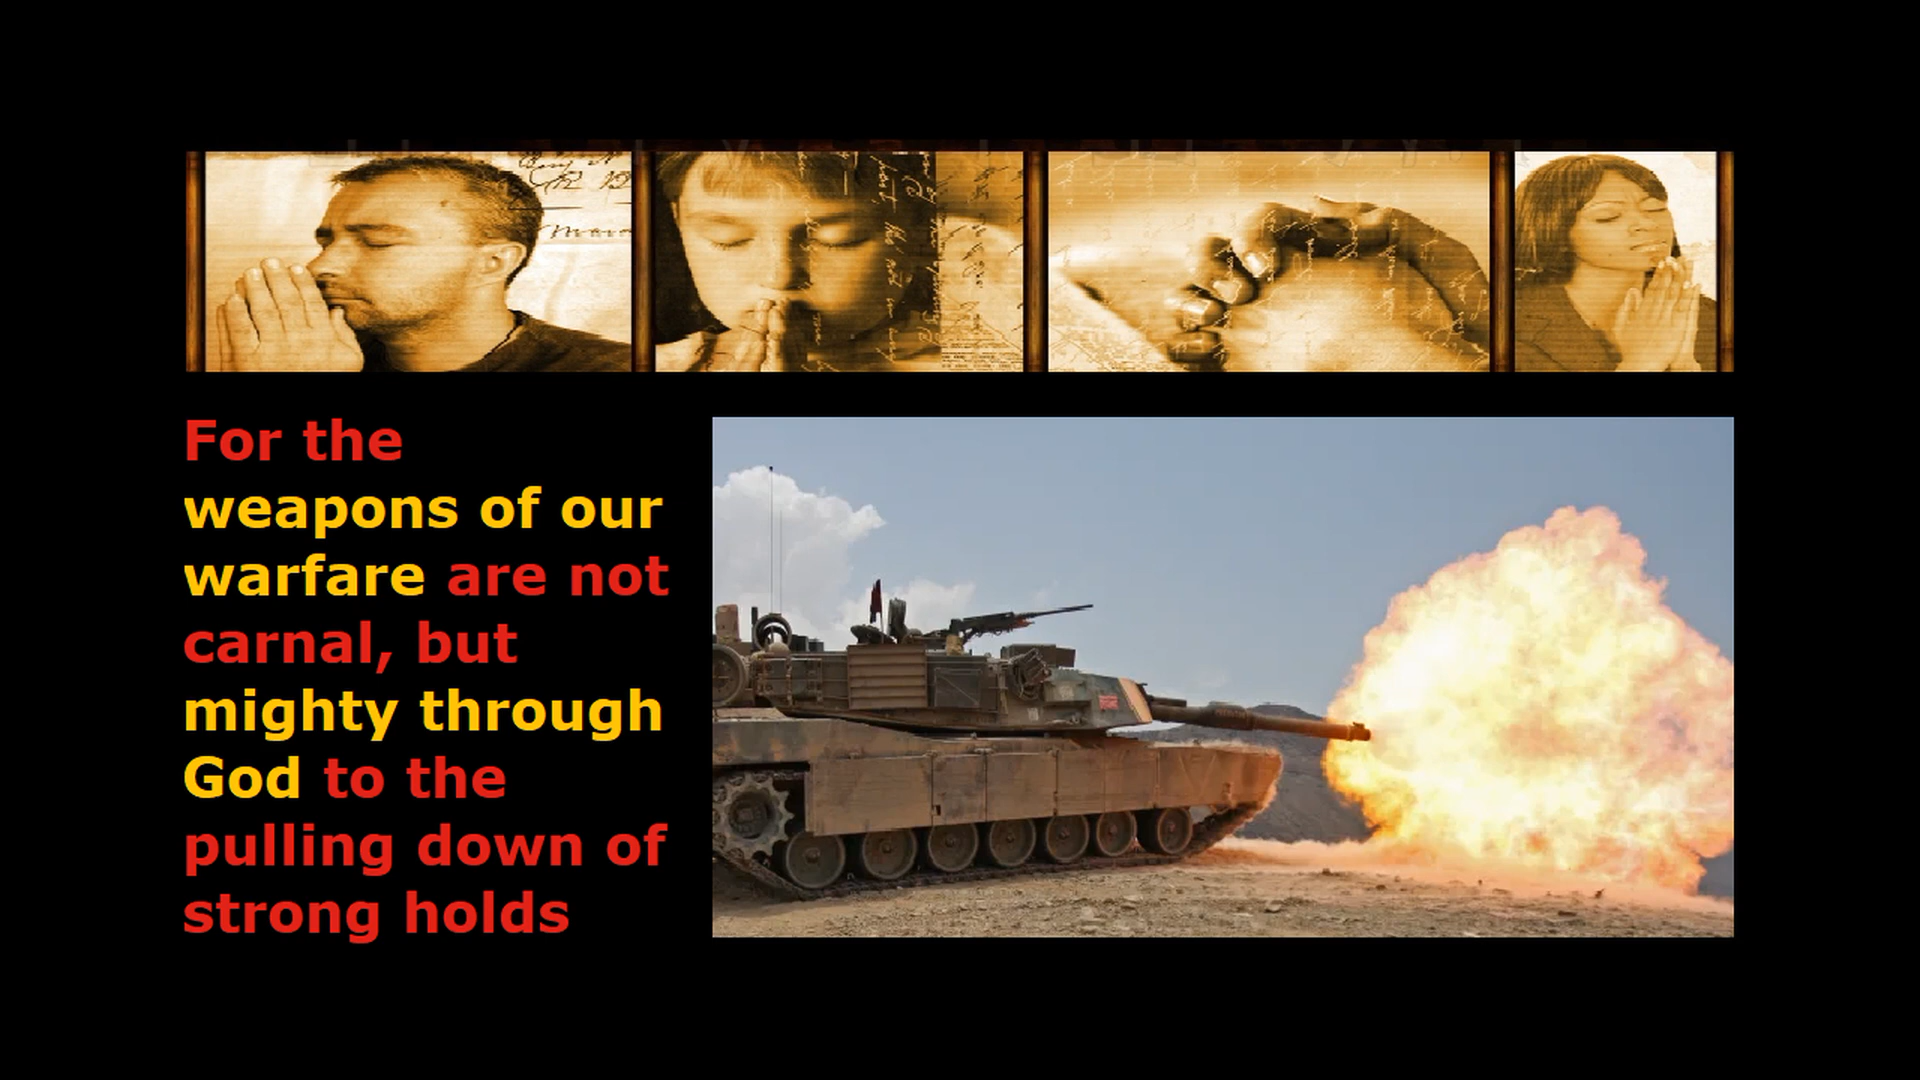 For the
weapons of our
warfare are not
carnal, but
mighty through
God to the
pulling down of
strong holds